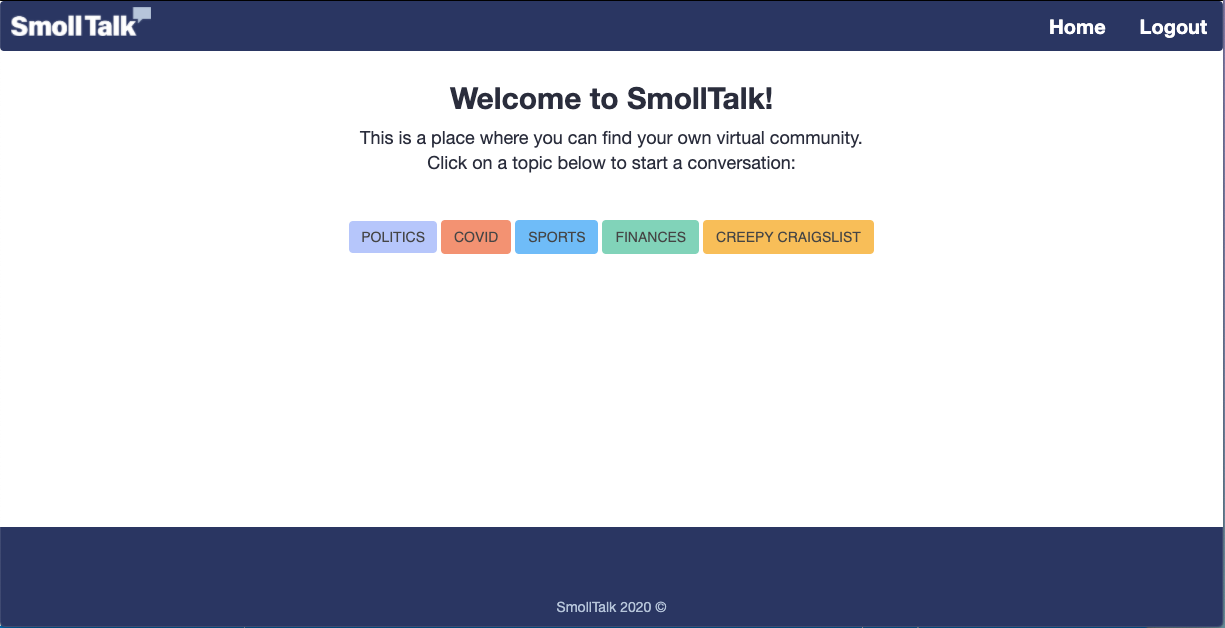 SmollTalk
Home
Logout
Welcome to SmollTalk!
This is a place where you can find your own virtual community.
Click on a topic below to start a conversation:
POLITICS
COVID
SPORTS
FINANCES
CREEPY CRAIGSLIST
SmollTalk 2020 ©